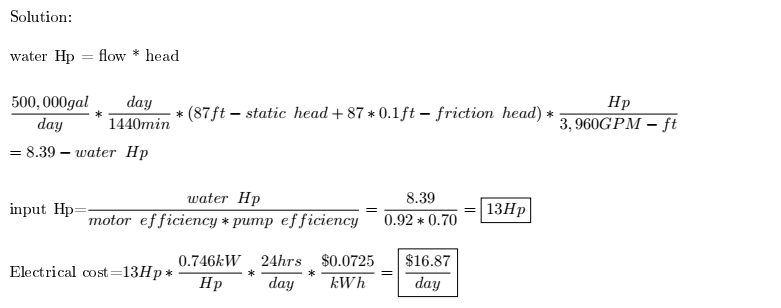 Solution:
water Hp = flow * head
\frac{500,000gal}{day} * \frac{day}{1440min} * (87ft - static head + 87 * 0.1ft - friction head) * \frac{Hp}{3,960GPM - ft}
= 8.39 - water Hp
input Hp=\frac{water Hp}{motor efficiency * pump efficiency} = \frac{8.39}{0.92 * 0.70} = \boxed{13Hp}
Electrical cost=13Hp * \frac{0.746kW}{Hp} * \frac{24hrs}{day} * \frac{$0.0725}{kWh} = \boxed{\frac{$16.87}{day}}